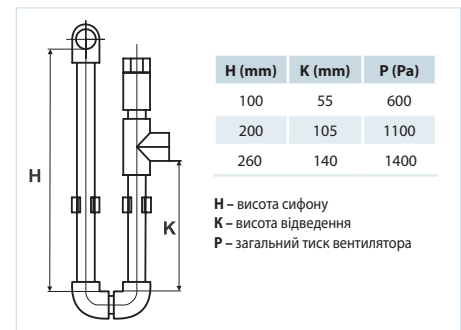 H
K
H (mm) K (mm) P (Pa)
100 55 600
200 105 1100
260 140 1400
H – висота сифону
K – висота відведення
P – загальний тиск вентилятора